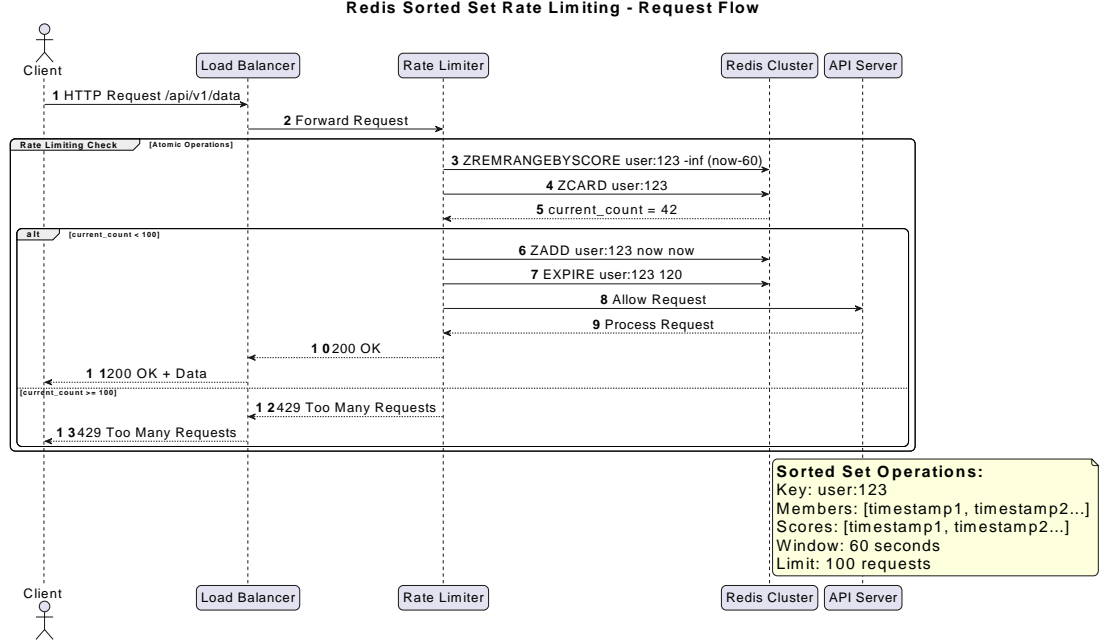 Redis Sorted Set Rate Limiting - Request Flow
Client
Load Balancer
Rate Limiter
Redis Cluster
API Server
1 HTTP Request /api/v1/data
2 Forward Request
Rate Limiting Check [Atomic Operations]
3 ZREMRANGEBYSCORE user:123 -inf (now-60)
4 ZCARD user:123
5 current_count = 42
alt [current_count < 100]
6 ZADD user:123 now now
7 EXPIRE user:123 120
8 Allow Request
9 Process Request
10 200 OK
11 200 OK + Data
[current_count >= 100]
12 429 Too Many Requests
13 429 Too Many Requests
Sorted Set Operations:
Key: user:123
Members: [timestamp1, timestamp2...]
Scores: [timestamp1, timestamp2...]
Window: 60 seconds
Limit: 100 requests
Client
Load Balancer
Rate Limiter
Redis Cluster
API Server